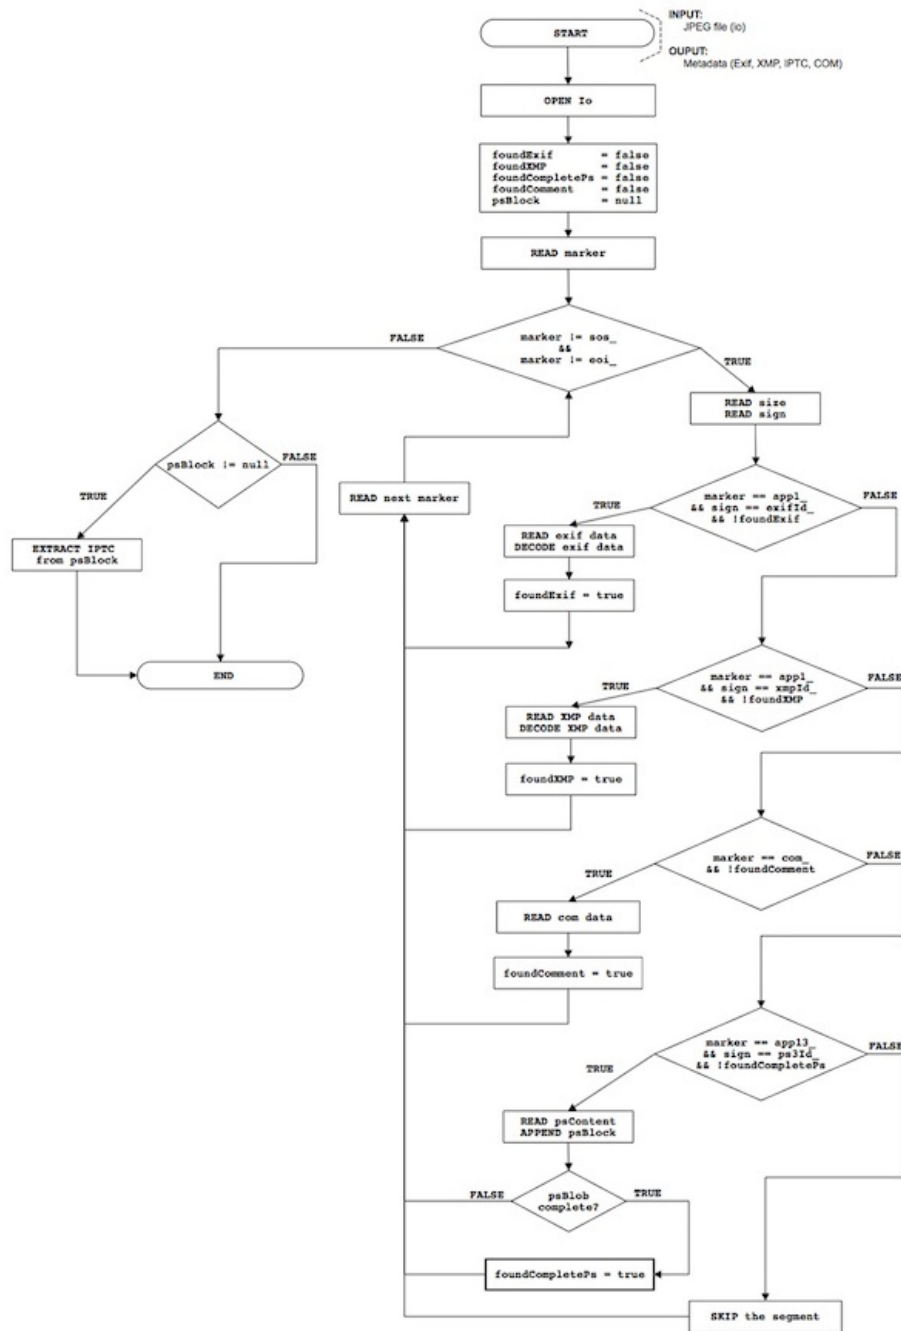 START
INPUT:
JPEG file (io)
OUPUT:
Metadata (Exif, XMP, IPTC, COM)
OPEN Io
foundExif = false
foundXMP = false
foundCompletePs = false
foundComment = false
psBlock = null
READ marker
marker != sos_
&&
marker != eoi_
FALSE
TRUE
READ size
READ sign
psBlock != null
FALSE
TRUE
EXTRACT IPTC
from psBlock
END
READ next marker
marker == app1_
&& sign == exifId_
&& !foundExif
FALSE
TRUE
READ exif data
DECODE exif data
foundExif = true
marker == app1_
&& sign == xmpId_
&& !foundXMP
FALSE
TRUE
READ XMP data
DECODE XMP data
foundXMP = true
marker == com_
&& !foundComment
FALSE
TRUE
READ com data
foundComment = true
marker == app13_
&& sign == ps3Id_
&& !foundCompletePs
FALSE
TRUE
READ psContent
APPEND psBlock
psBlob
complete?
FALSE
TRUE
foundCompletePs = true
SKIP the segment